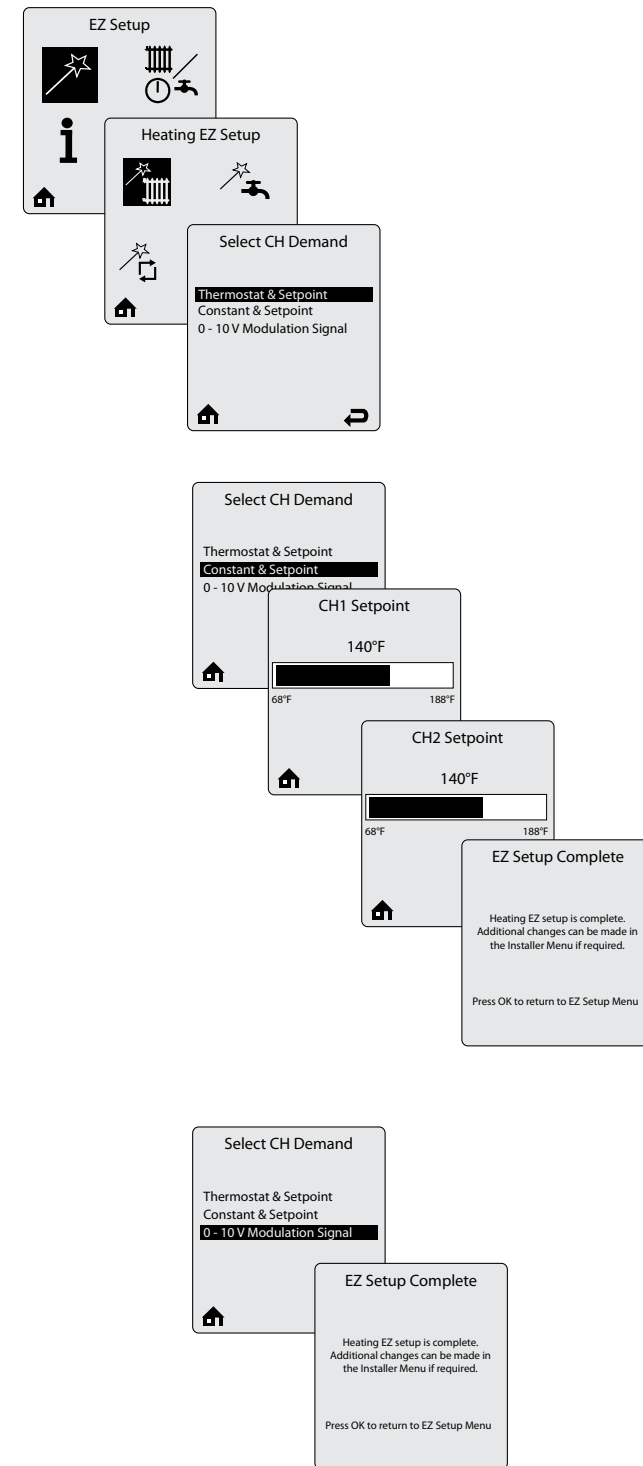 EZ Setup
Heating EZ Setup
Select CH Demand
Thermostat & Setpoint
Constant & Setpoint
0 - 10 V Modulation Signal
Select CH Demand
Thermostat & Setpoint
Constant & Setpoint
0 - 10 V Modulation Signal
CH1 Setpoint
140°F
68°F 188°F
CH2 Setpoint
140°F
68°F 188°F
EZ Setup Complete
Heating EZ setup is complete.
Additional changes can be made in
the Installer Menu if required.
Press OK to return to EZ Setup Menu
Select CH Demand
Thermostat & Setpoint
Constant & Setpoint
0 - 10 V Modulation Signal
EZ Setup Complete
Heating EZ setup is complete.
Additional changes can be made in
the Installer Menu if required.
Press OK to return to EZ Setup Menu